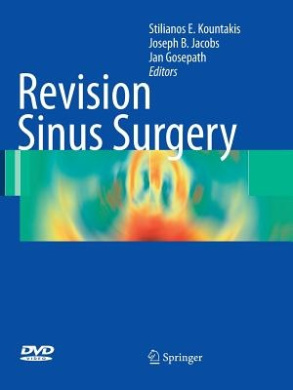 Stilianos E. Kountakis
Joseph B. Jacobs
Jan Gosepath
Editors
Revision
Sinus Surgery
DVD
VIDEO
Springer